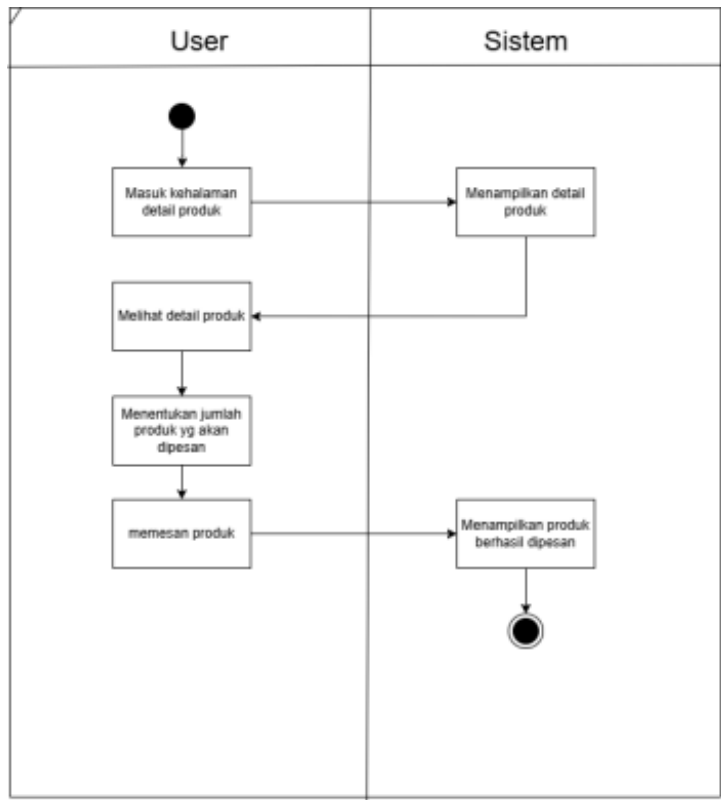 User
Sistem
Masuk kehalaman
detail produk
Menampilkan detail
produk
Melihat detail produk
Menentukan jumlah
produk yg akan
dipesan
memesan produk
Menampilkan produk
berhasil dipesan